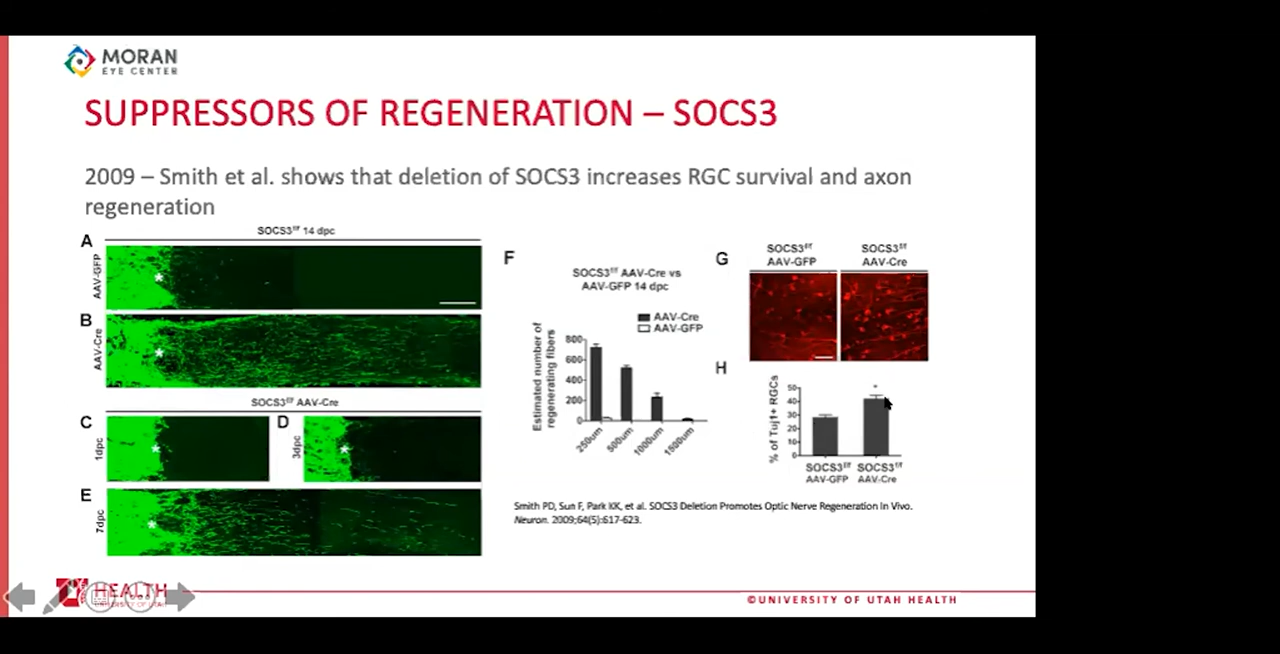 MORAN
EYE CENTER
SUPPRESSORS OF REGENERATION – SOCS3
2009 – Smith et al. shows that deletion of SOCS3 increases RGC survival and axon
regeneration
SOCS3f/f 14 dpc
A
AAV-GFP
*
B
AAV-Cre
*
SOCS3f/f AAV-Cre
C
1dpc
*
D
3dpc
*
E
7dpc
*
F
SOCS3f/f AAV-Cre vs
AAV-GFP 14 dpc
AAV-Cre
AAV-GFP
Estimated number of
regenerating fibers
800
600
400
200
0
250um
500um
1000um
1500um
G
SOCS3f/f
AAV-GFP
SOCS3f/f
AAV-Cre
H
% of Tuj1+ RGCs
50
40
30
20
10
0
*
SOCS3f/f
AAV-GFP
SOCS3f/f
AAV-Cre
Smith PD, Sun F, Park KK, et al. SOCS3 Deletion Promotes Optic Nerve Regeneration In Vivo.
Neuron. 2009;64(5):617-623.
HEALTH
UNIVERSITY OF UTAH
©UNIVERSITY OF UTAH HEALTH